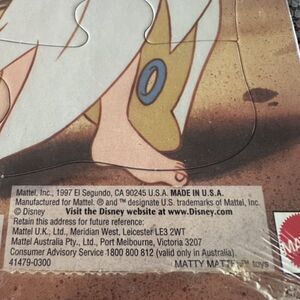 Mattel, Inc., 1997 El Segundo, CA 90245 U.S.A. MADE IN U.S.A.
Manufactured for Mattel. ® and ™ designate U.S. trademarks of Mattel, Inc.
© Disney Visit the Disney website at www.Disney.com
Retain this address for future reference:
Mattel U.K., Ltd., Meridian West, Leicester LE3 2WT
Mattel Australia Pty., Ltd., Port Melbourne, Victoria 3207
Consumer Advisory Service 1800 800 812 (valid only in Australia).
41479-0300 MATTY MATTEL™ toys